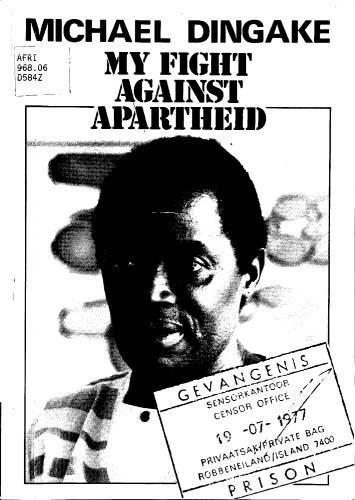 MICHAEL DINGAKE
AFRI
968.06
D584Z
MY FIGHT
AGAINST
APARTHEID
GEVANGENIS
SENSORKANTOOR
CENSOR OFFICE
19 -07- 1977
PRIVAATSAK/PRIVATE BAG
ROBBENEILAND/ISLAND 7400
PRISON